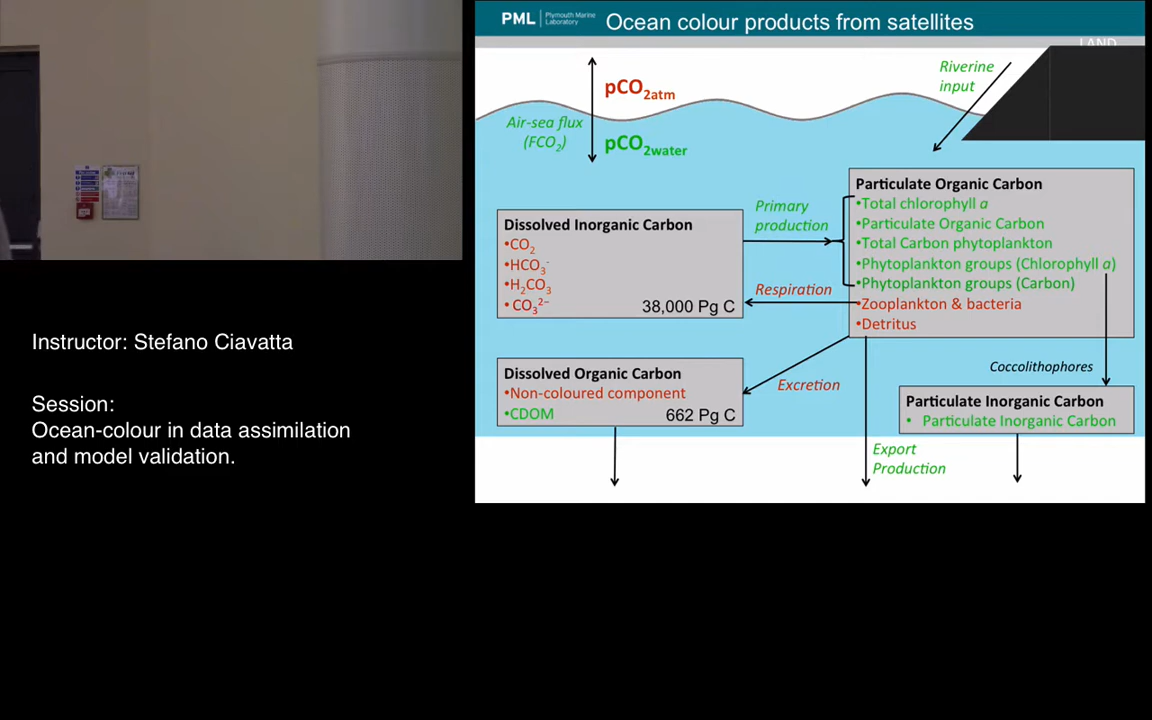 PML
Plymouth Marine
Laboratory
Ocean colour products from satellites
LAND
Riverine
input
pCO2atm
Air-sea flux
(FCO2)
pCO2water
Particulate Organic Carbon
•Total chlorophyll a
•Particulate Organic Carbon
•Total Carbon phytoplankton
•Phytoplankton groups (Chlorophyll a)
•Phytoplankton groups (Carbon)
•Zooplankton & bacteria
•Detritus
Primary
production
Dissolved Inorganic Carbon
•CO2
•HCO3-
•H2CO3
•CO32−
38,000 Pg C
Respiration
Instructor: Stefano Ciavatta
Session:
Ocean-colour in data assimilation
and model validation.
Dissolved Organic Carbon
•Non-coloured component
•CDOM
662 Pg C
Excretion
Coccolithophores
Particulate Inorganic Carbon
• Particulate Inorganic Carbon
Export
Production